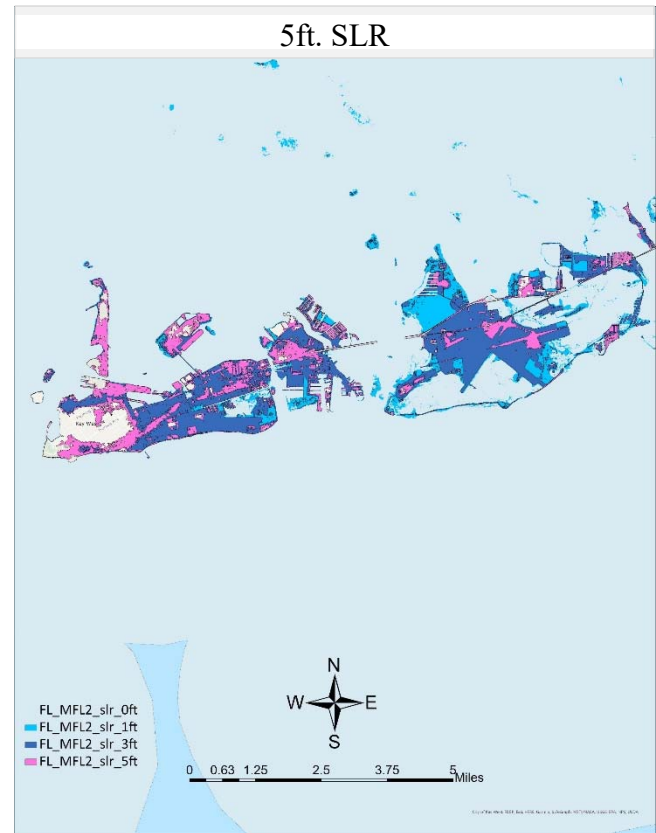 5ft. SLR
Key West
N
W E
S
FL_MFL2_slr_0ft
FL_MFL2_slr_1ft
FL_MFL2_slr_3ft
FL_MFL2_slr_5ft
0 0.63 1.25 2.5 3.75 5
Miles